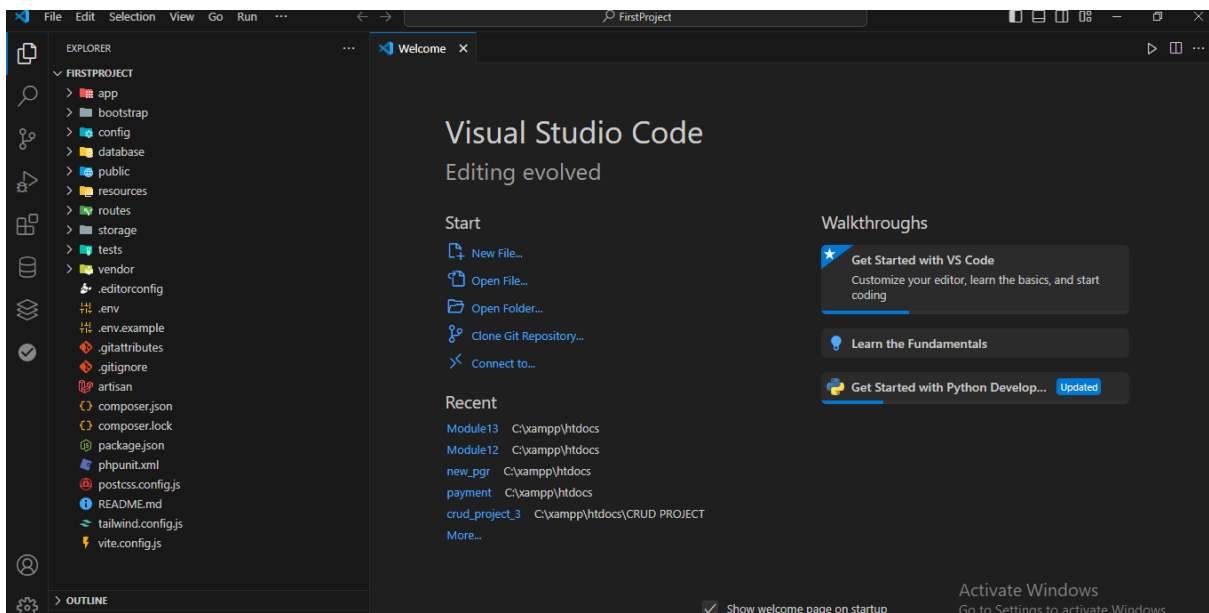 File Edit Selection View Go Run ··· FirstProject
EXPLORER
FIRSTPROJECT
app
bootstrap
config
database
public
resources
routes
storage
tests
vendor
.editorconfig
.env
.env.example
.gitattributes
.gitignore
artisan
composer.json
composer.lock
package.json
phpunit.xml
postcss.config.js
README.md
tailwind.config.js
vite.config.js
OUTLINE
Welcome
Visual Studio Code
Editing evolved
Start
New File...
Open File...
Open Folder...
Clone Git Repository...
Connect to...
Recent
Module13 C:\xampp\htdocs
Module12 C:\xampp\htdocs
new_pgr C:\xampp\htdocs
payment C:\xampp\htdocs
crud_project_3 C:\xampp\htdocs\CRUD PROJECT
More...
Walkthroughs
Get Started with VS Code
Customize your editor, learn the basics, and start
coding
Learn the Fundamentals
Get Started with Python Develop... Updated
Show welcome page on startup
Activate Windows
Go to Settings to activate Windows.